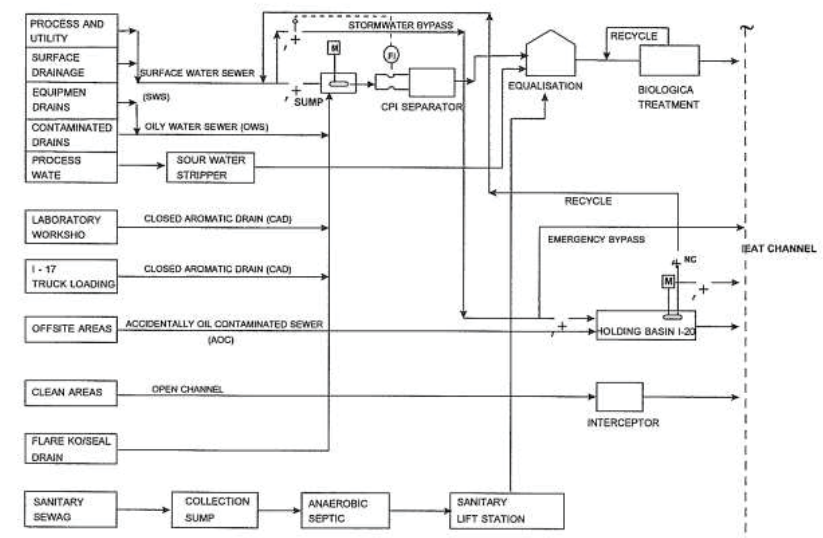 PROCESS AND
UTILITY
SURFACE
DRAINAGE
EQUIPMEN
DRAINS
CONTAMINATED
DRAINS
PROCESS
WATE
SOUR WATER
STRIPPER
SURFACE WATER SEWER
(SWS)
OILY WATER SEWER (OWS)
STORMWATER BYPASS
M
FI
SUMP
CPI SEPARATOR
EQUALISATION
RECYCLE
BIOLOGICA
TREATMENT
LABORATORY
WORKSHO
CLOSED AROMATIC DRAIN (CAD)
RECYCLE
EMERGENCY BYPASS
EAT CHANNEL
I - 17
TRUCK LOADING
CLOSED AROMATIC DRAIN (CAD)
NC
M
OFFSITE AREAS
ACCIDENTALLY OIL CONTAMINATED SEWER
(AOC)
HOLDING BASIN I-20
CLEAN AREAS
OPEN CHANNEL
INTERCEPTOR
FLARE KO/SEAL
DRAIN
SANITARY
SEWAG
COLLECTION
SUMP
ANAEROBIC
SEPTIC
SANITARY
LIFT STATION